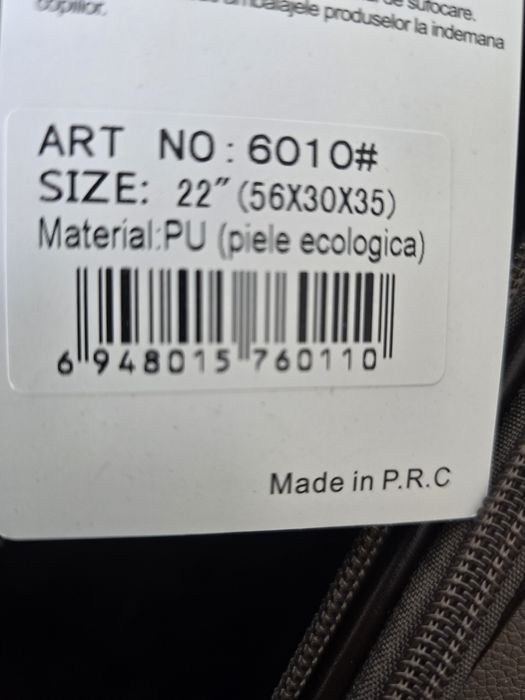 de sufocare.
copiilor.
ambalajele produselor la indemana
ART NO: 6010#
SIZE: 22" (56X30X35)
Material:PU (piele ecologica)
6 948015 760110
Made in P.R.C